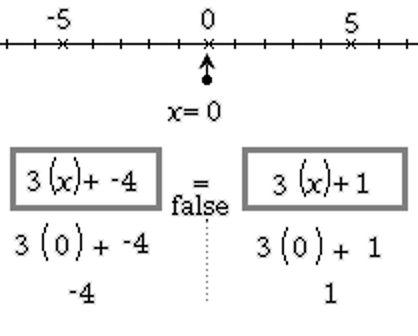 -5 0 5
x= 0
3(x)+ -4 = 3(x)+1
false
3(0)+ -4 3(0)+ 1
-4 1